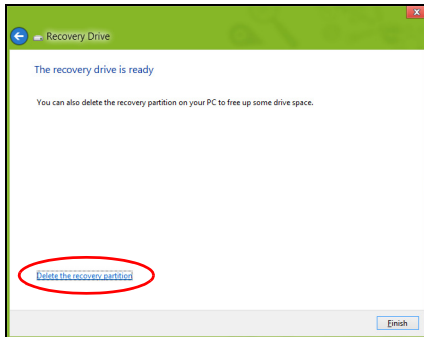 Recovery Drive
The recovery drive is ready
You can also delete the recovery partition on your PC to free up some drive space.
Delete the recovery partition
Finish